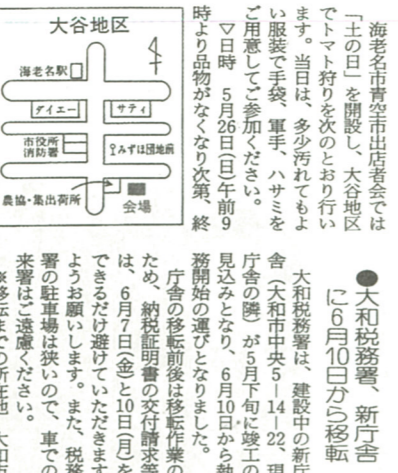 海老名市青空市出店者会では
「土の日」を開設し、大谷地区
でトマト狩りを次のとおり行い
ます。当日は、多少汚れてもよ
い服装で手袋、軍手、ハサミを
ご用意してご参加ください。
▽日時 5月26日(日)午前9
時より品物がなくなり次第、終
大谷地区
海老名駅
ダイエー
サティ
市役所
消防署
みずほ団地前
農協・集出荷所
会場
●大和税務署、新庁舎
に6月10日から移転
大和税務署は、建設中の新庁
舎(大和市中央5-14-22、現
庁舎の隣)が5月下旬に竣工の
見込みとなり、6月10日から執
務開始の運びとなりました。
庁舎の移転前後は移転作業の
ため、納税証明書の交付請求等
は、6月7日(金)と10日(月)を
できるだけ避けていただきます
ようお願いします。また、税務
署の駐車場は狭いので、車での
来署はご遠慮ください。
※移転までの所在地 大和市